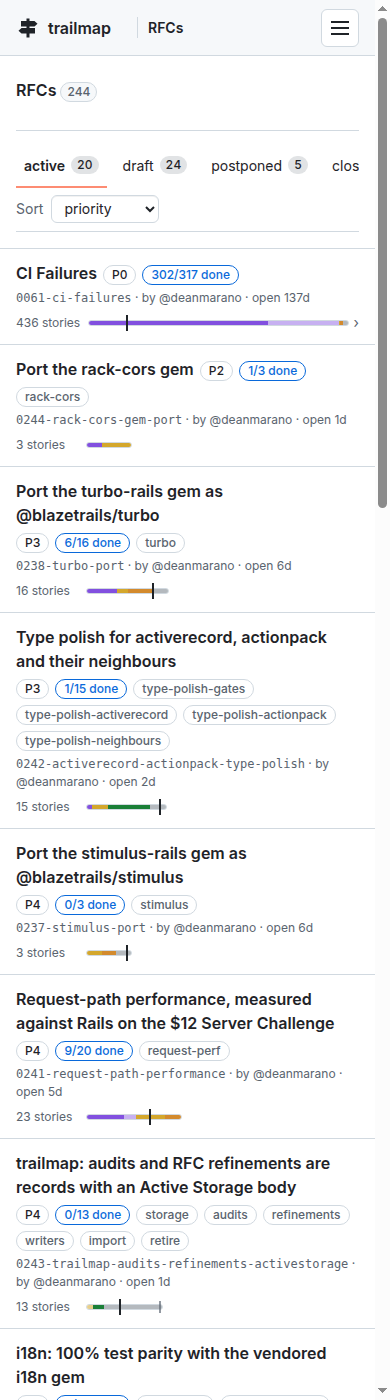 trailmap RFCs
RFCs 244
active 20 draft 24 postponed 5 clos
Sort priority
CI Failures P0 302/317 done
0061-ci-failures · by @deanmarano · open 137d
436 stories ›
Port the rack-cors gem P2 1/3 done
rack-cors
0244-rack-cors-gem-port · by @deanmarano · open 1d
3 stories
Port the turbo-rails gem as
@blazetrails/turbo
P3 6/16 done turbo
0238-turbo-port · by @deanmarano · open 6d
16 stories
Type polish for activerecord, actionpack
and their neighbours
P3 1/15 done type-polish-gates
type-polish-activerecord type-polish-actionpack
type-polish-neighbours
0242-activerecord-actionpack-type-polish · by
@deanmarano · open 2d
15 stories
Port the stimulus-rails gem as
@blazetrails/stimulus
P4 0/3 done stimulus
0237-stimulus-port · by @deanmarano · open 6d
3 stories
Request-path performance, measured
against Rails on the $12 Server Challenge
P4 9/20 done request-perf
0241-request-path-performance · by @deanmarano ·
open 5d
23 stories
trailmap: audits and RFC refinements are
records with an Active Storage body
P4 0/13 done storage audits refinements
writers import retire
0243-trailmap-audits-refinements-activestorage ·
by @deanmarano · open 1d
13 stories
i18n: 100% test parity with the vendored
i18n gem